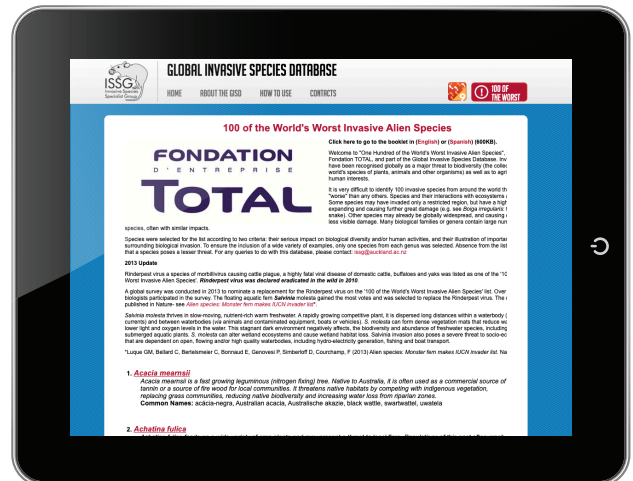 ISSG
Invasive Species
Specialist Group
GLOBAL INVASIVE SPECIES DATABASE
HOME ABOUT THE GISD HOW TO USE CONTACTS
100 OF
THE WORST
100 of the World's Worst Invasive Alien Species
FONDATION
D'ENTREPRISE
TOTAL
Click here to go to the booklet in (English) or (Spanish) (600KB).
Welcome to "One Hundred of the World's Worst Invasive Alien Species",
Fondation TOTAL, and part of the Global Invasive Species Database. Inv
have been recognised globally as a major threat to biodiversity (the collec
world's species of plants, animals and other organisms) as well as to agri
human interests.
It is very difficult to identify 100 invasive species from around the world th
"worse" than any others. Species and their interactions with ecosystems
Some species may have invaded only a restricted region, but have a high
expanding and causing further great damage (e.g. see Boiga irregularis: t
snake). Other species may already be globally widespread, and causing
less visible damage. Many biological families or genera contain large num
species, often with similar impacts.
Species were selected for the list according to two criteria: their serious impact on biological diversity and/or human activities, and their illustration of importan
surrounding biological invasion. To ensure the inclusion of a wide variety of examples, only one species from each genus was selected. Absence from the list
that a species poses a lesser threat. For any queries to do with this database, please contact: issg@auckland.ac.nz
2013 Update
Rinderpest virus a species of morbillivirus causing cattle plague, a highly fatal viral disease of domestic cattle, buffaloes and yaks was listed as one of the '10
Worst Invasive Alien Species'. Rinderpest virus was declared eradicated in the wild in 2010.
A global survey was conducted in 2013 to nominate a replacement for the Rinderpest virus on the '100 of the World's Worst Invasive Alien Species' list. Over
biologists participated in the survey. The floating aquatic fern Salvinia molesta gained the most voles and was selected to replace the Rinderpest virus. The
published in Nature- see Alien species: Monster fern makes IUCN invader list*.
Salvinia molesta thrives in slow-moving, nutrient-rich warm freshwater. A rapidly growing competitive plant, it is dispersed long distances within a waterbody (
currents) and between waterbodies (via animals and contaminated equipment, boats or vehicles). S. molesta can form dense vegetation mats that reduce wa
lower light and oxygen levels in the water. This stagnant dark environment negatively affects, the biodiversity and abundance of freshwater species, including
submerged aquatic plants. S. molesta can alter wetland ecosystems and cause wetland habitat loss. Salvinia invasion also poses a severe threat to socio-ec
that are dependent on open, flowing and/or high quality waterbodies, including hydro-electricity generation, fishing and boat transport.
*Luque GM, Bellard C, Bertelsmeier C, Bonnaud E, Genovesi P, Simberloff D, Courchamp, F (2013) Alien species: Monster fern makes IUCN invader list. Na
1. Acacia mearnsii
Acacia mearnsii is a fast growing leguminous (nitrogen fixing) tree. Native to Australia, it is often used as a commercial source of
tannin or a source of fire wood for local communities. It threatens native habitats by competing with indigenous vegetation,
replacing grass communities, reducing native biodiversity and increasing water loss from riparian zones.
Common Names: acácia-negra, Australian acacia, Australische akazie, black wattle, swartwattel, uwatela
2. Achatina fulica